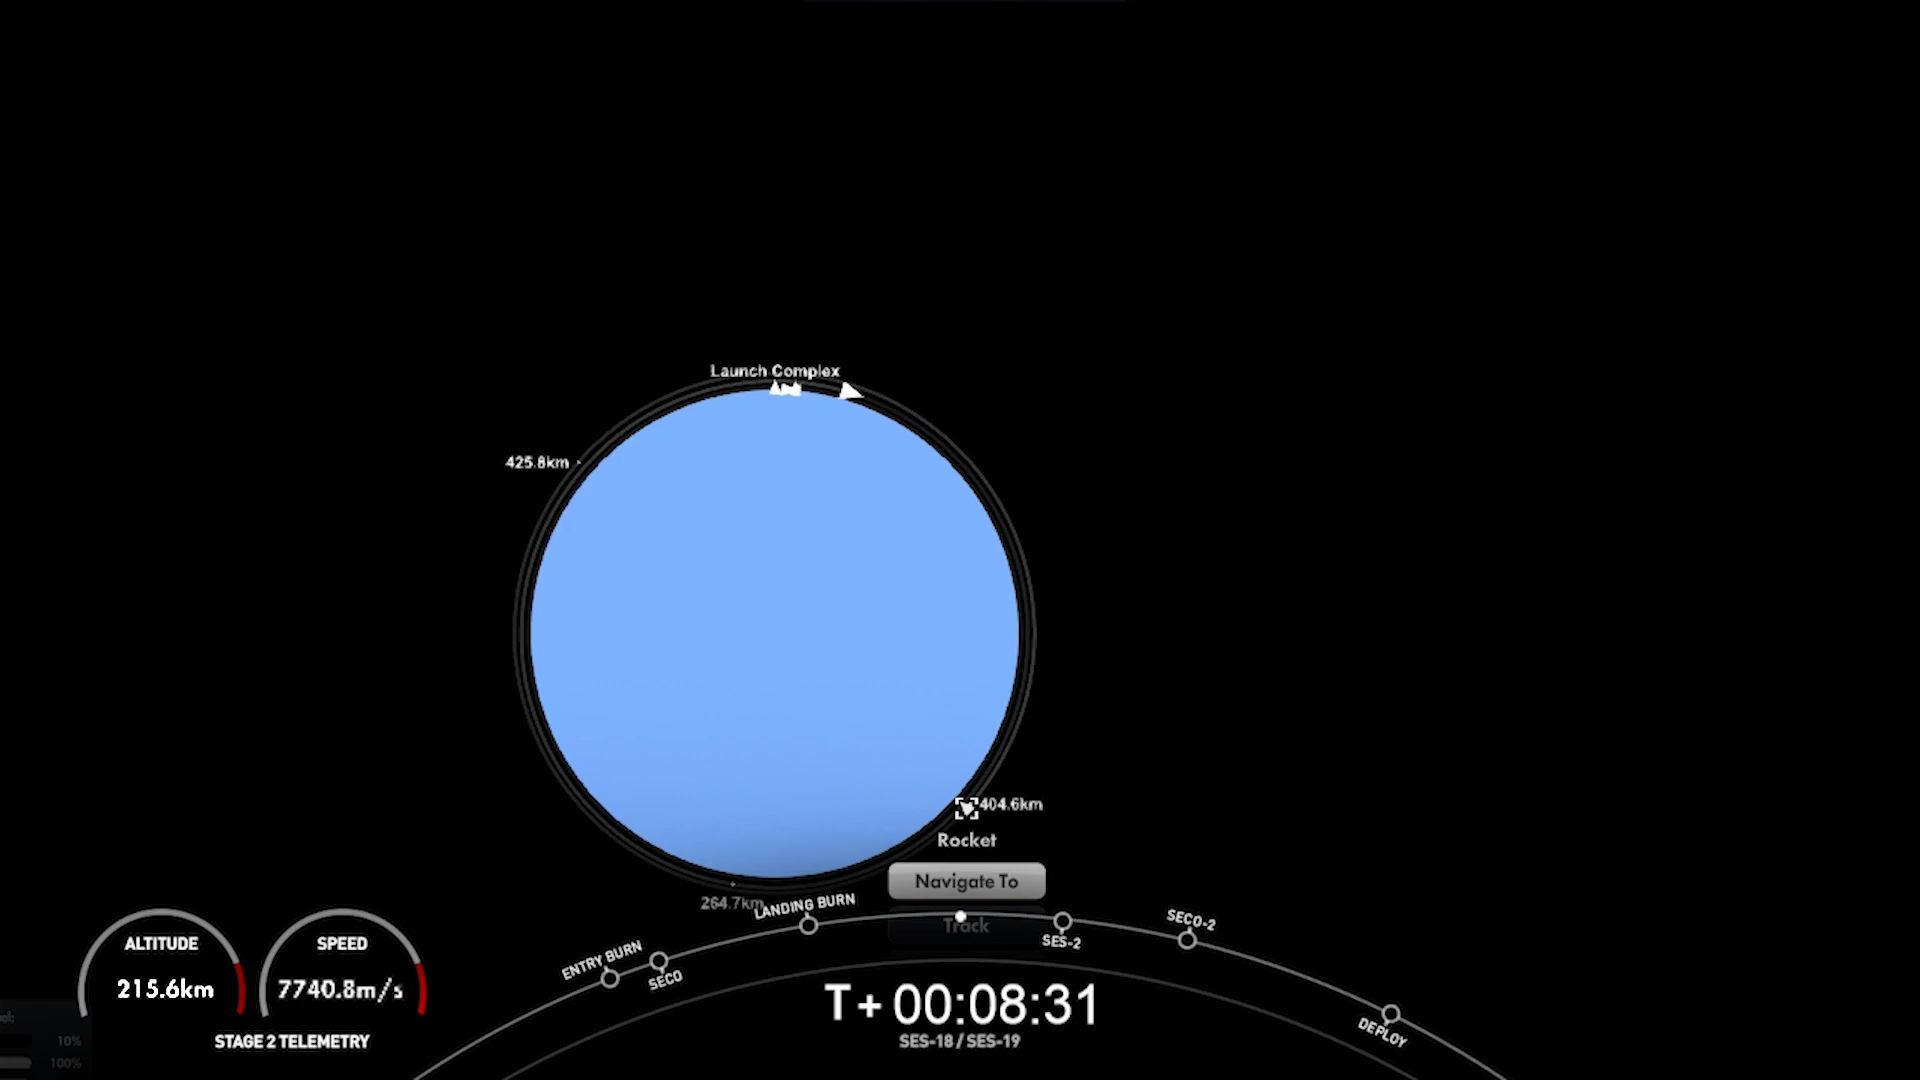 Launch Complex
425.8km
404.6km
Rocket
Navigate To
264.7km
LANDING BURN
Track
SECO-2
SES-2
ENTRY BURN
SECO
ALTITUDE
SPEED
215.6km
7740.8m/s
T+ 00:08:31
DEPLOY
STAGE 2 TELEMETRY
SES-18 / SES-19
10%
100%